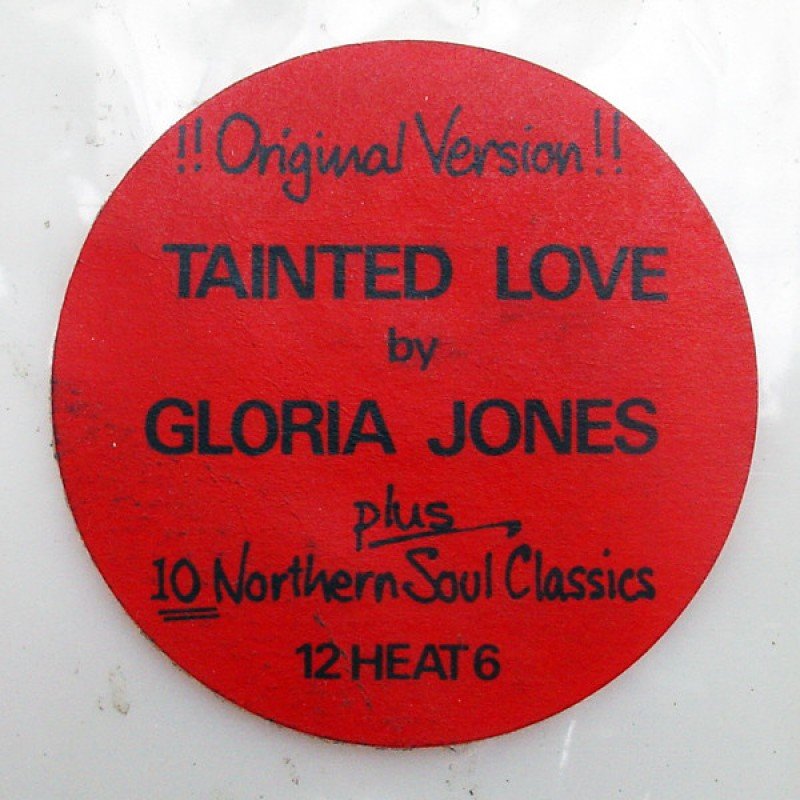 !! Original Version !!
TAINTED LOVE
by
GLORIA JONES
plus
10 Northern Soul Classics
12 HEAT 6